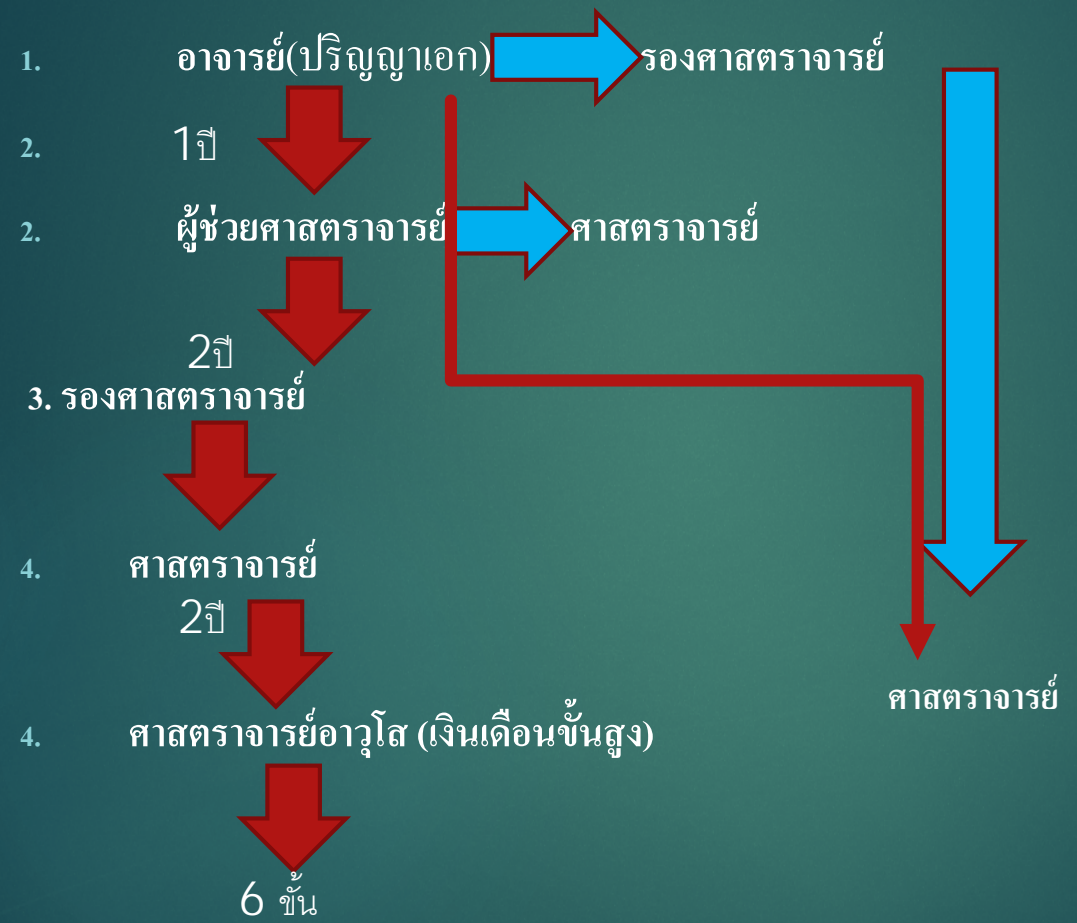 1. อาจารย์(ปริญญาเอก) รองศาสตราจารย์
2. 1ปี
2. ผู้ช่วยศาสตราจารย์ ศาสตราจารย์
2ปี
3. รองศาสตราจารย์
4. ศาสตราจารย์
2ปี
ศาสตราจารย์
4. ศาสตราจารย์อาวุโส (เงินเดือนขั้นสูง)
6 ขั้น